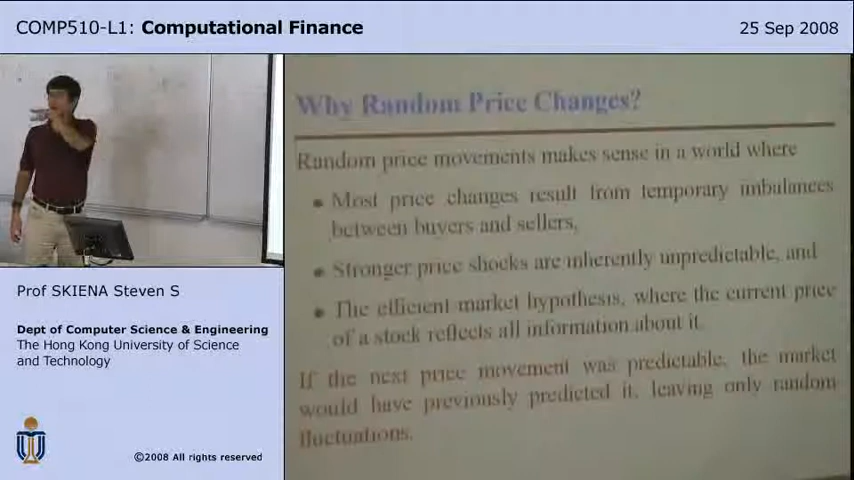 COMP510-L1: Computational Finance
25 Sep 2008
Why Random Price Changes?
Random price movements makes sense in a world where
Most price changes result from temporary imbalances
between buyers and sellers,
Stronger price shocks are inherently unpredictable, and
The efficient market hypothesis, where the current price
of a stock reflects all information about it.
If the next price movement was predictable, the market
would have previously predicted it, leaving only random
fluctuations.
Prof SKIENA Steven S
Dept of Computer Science & Engineering
The Hong Kong University of Science
and Technology
©2008 All rights reserved